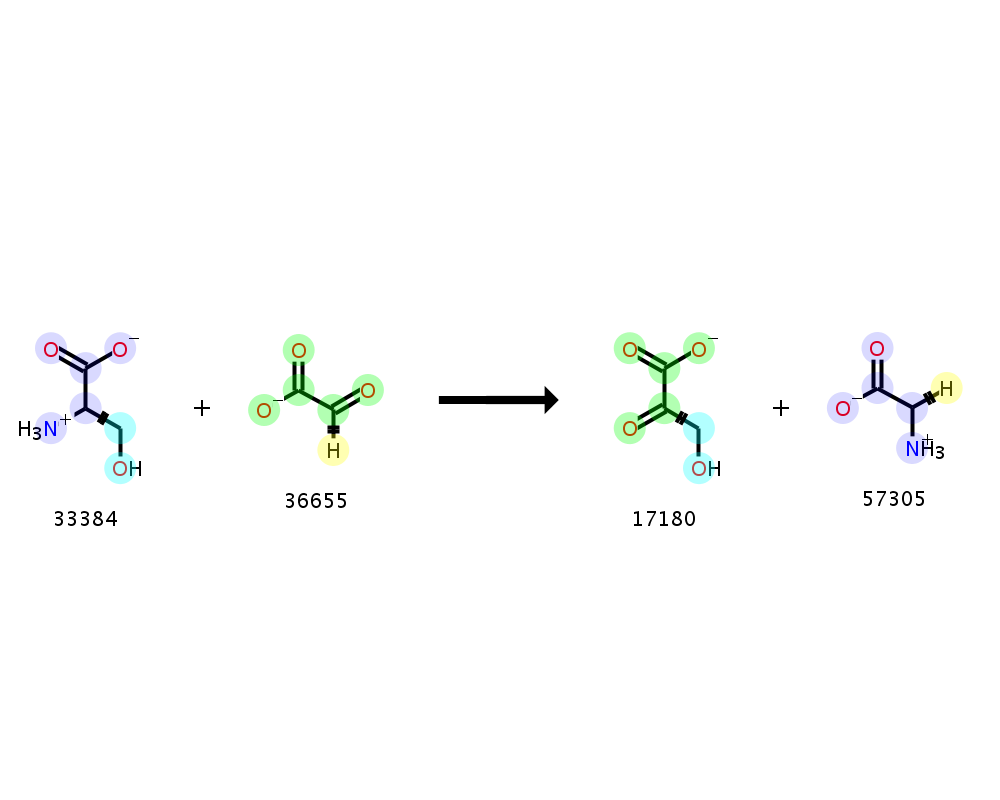 O O−
H3N+ OH
33384
+
O
O− O
H
36655
O O−
O OH
17180
+
O
O− H
NH3+
57305